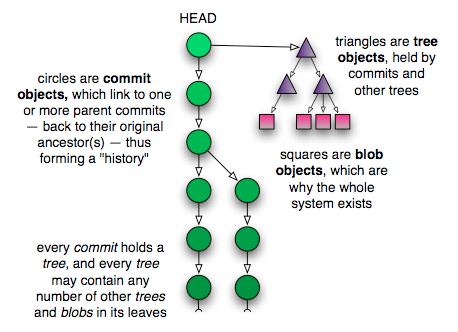 HEAD
triangles are tree
objects, held by
commits and
other trees
circles are commit
objects, which link to one
or more parent commits
— back to their original
ancestor(s) — thus
forming a "history"
squares are blob
objects, which are
why the whole
system exists
every commit holds a
tree, and every tree
may contain any
number of other trees
and blobs in its leaves